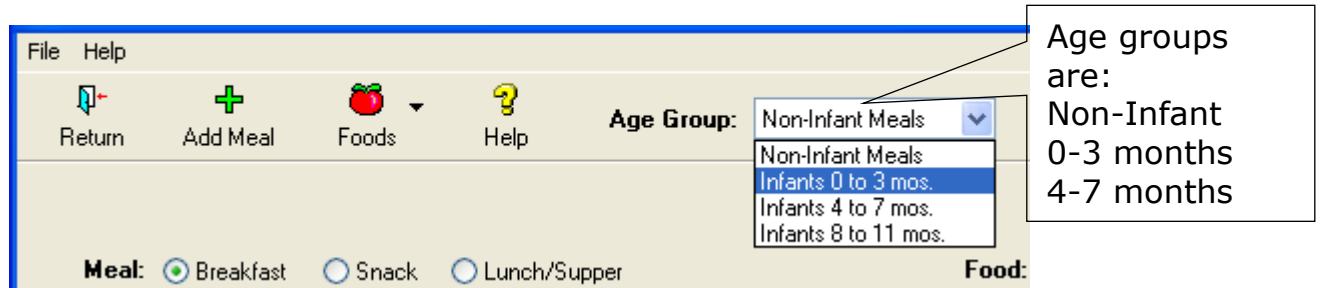 File Help
Return Add Meal Foods Help Age Group: Non-Infant Meals
Non-Infant Meals
Infants 0 to 3 mos.
Infants 4 to 7 mos.
Infants 8 to 11 mos.
Meal: Breakfast Snack Lunch/Supper Food:
Age groups
are:
Non-Infant
0-3 months
4-7 months